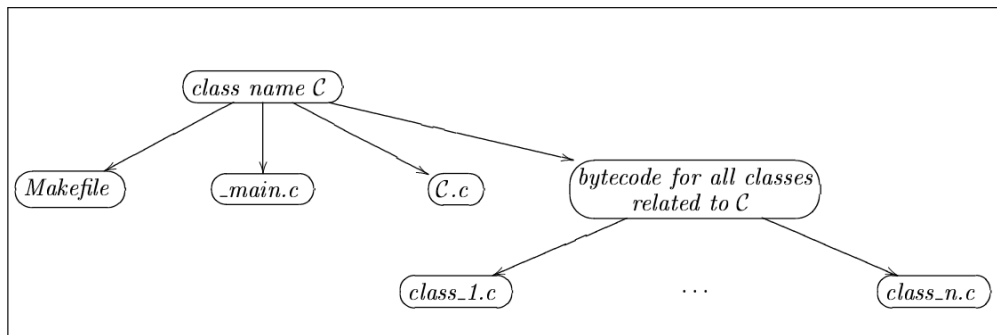 class name C
Makefile
_main.c
C.c
bytecode for all classes
related to C
class_1.c
...
class_n.c